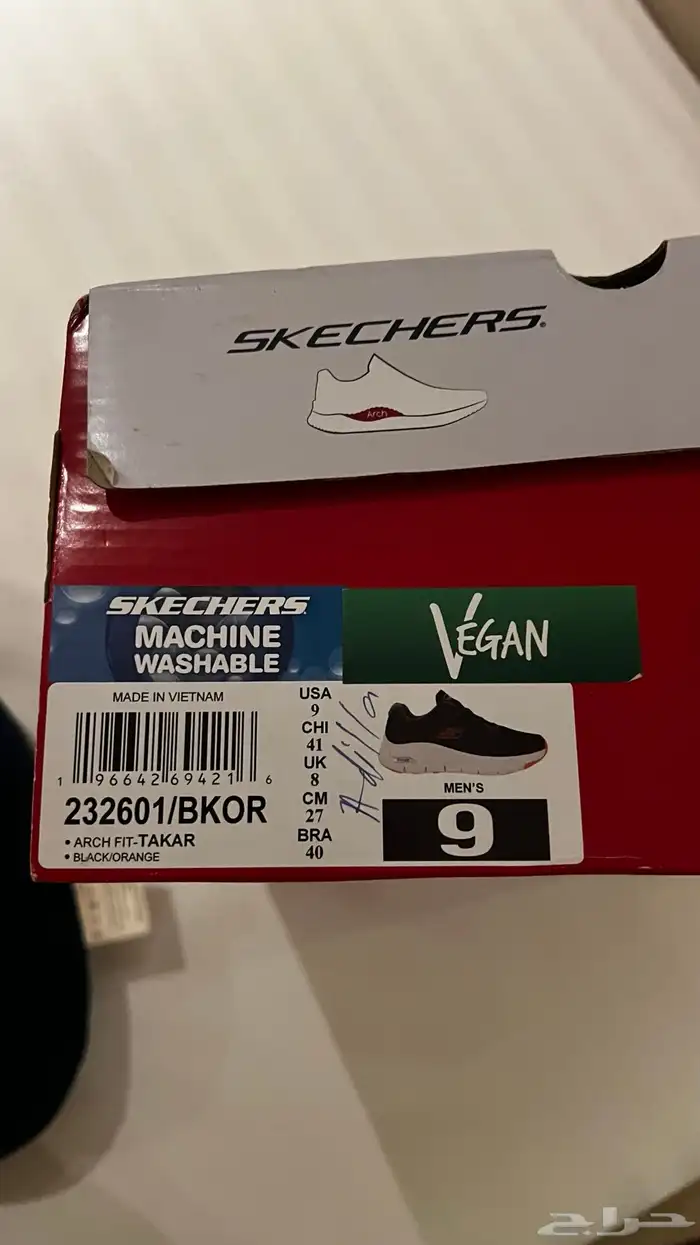 SKECHERS
Arch
SKECHERS
MACHINE
WASHABLE
VEGAN
MADE IN VIETNAM
1 96642 69421 6
232601/BKOR
• ARCH FIT-TAKAR
• BLACK/ORANGE
USA
9
CHI
41
UK
8
CM
27
BRA
40
MEN'S
9
حراج